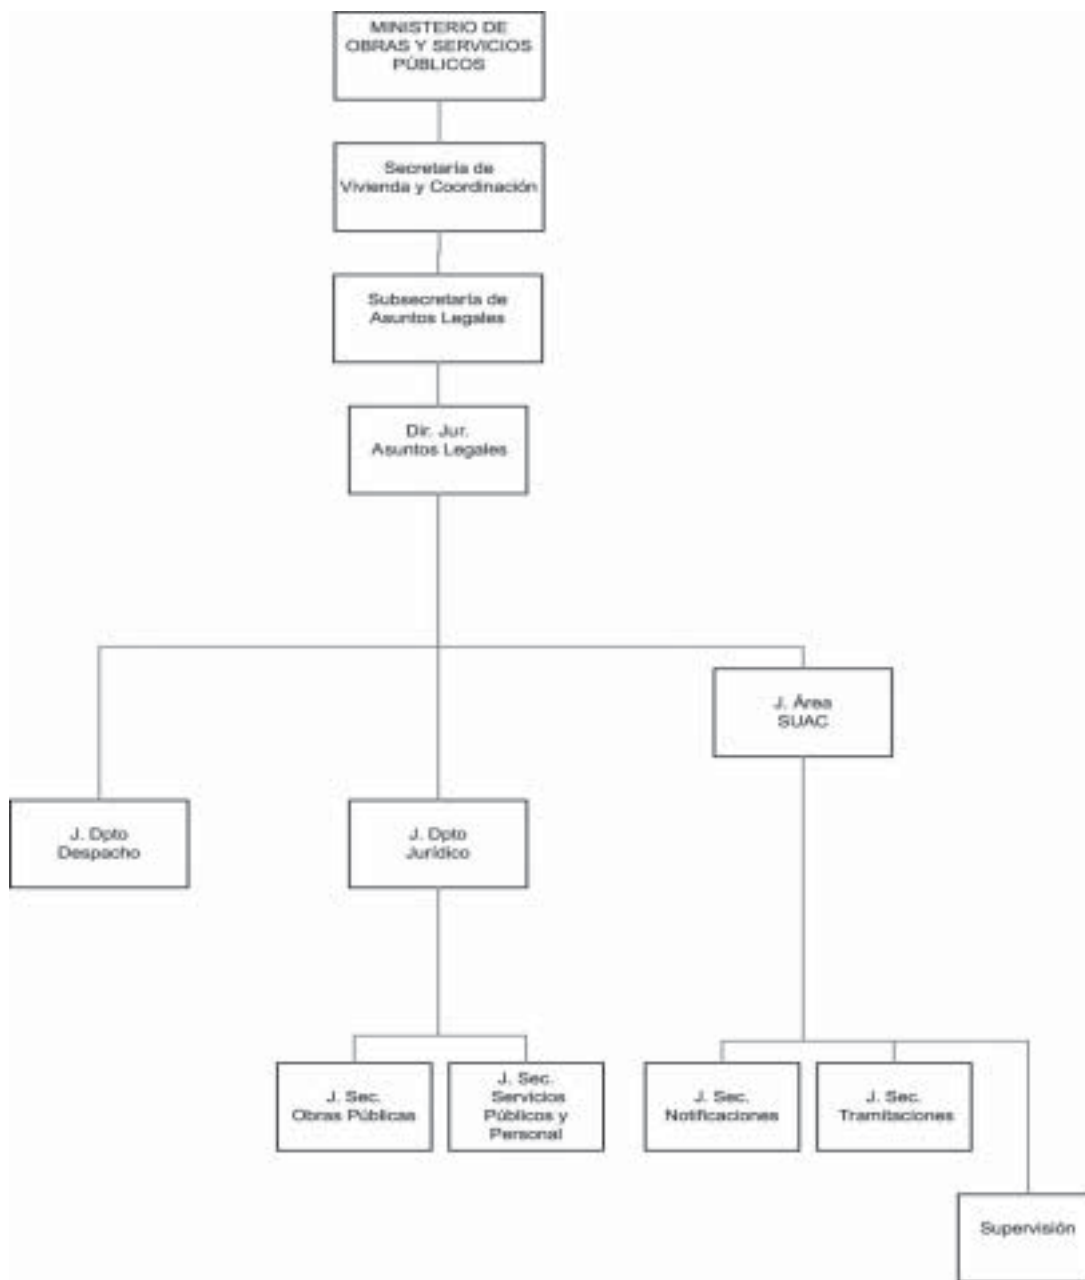 MINISTERIO DE
OBRAS Y SERVICIOS
PÚBLICOS
Secretaría de
Vivienda y Coordinación
Subsecretaría de
Asuntos Legales
Dir. Jur.
Asuntos Legales
J. Área
SUAC
J. Dpto
Despacho
J. Dpto
Jurídico
J. Sec.
Obras Públicas
J. Sec.
Servicios
Públicos y
Personal
J. Sec.
Notificaciones
J. Sec.
Tramitaciones
Supervisión